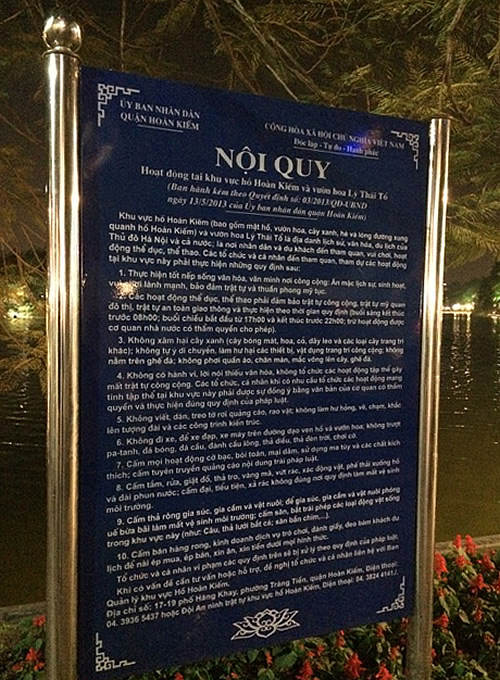 ỦY BAN NHÂN DÂN
QUẬN HOÀN KIẾM
CỘNG HÒA XÃ HỘI CHỦ NGHĨA VIỆT NAM
Độc lập - Tự do - Hạnh phúc
NỘI QUY
Hoạt động tại khu vực hồ Hoàn Kiếm và vườn hoa Lý Thái Tổ
(Ban hành kèm theo Quyết định số: 03/2013/QĐ-UBND
ngày 13/5/2013 của Ủy ban nhân dân quận Hoàn Kiếm)
Khu vực hồ Hoàn Kiếm (bao gồm mặt hồ, vườn hoa, cây xanh, hè và lòng đường xung
quanh hồ Hoàn Kiếm) và vườn hoa Lý Thái Tổ là địa danh lịch sử, văn hóa, du lịch của
Thủ đô Hà Nội và cả nước; là nơi nhân dân và du khách đến tham quan, vui chơi, hoạt
động thể dục, thể thao. Các tổ chức và cá nhân đến tham quan, tham dự các hoạt động
tại khu vực này phải thực hiện những quy định sau:
1. Thực hiện tốt nếp sống văn hóa, văn minh nơi công cộng: Ăn mặc lịch sự, sinh hoạt,
vui chơi lành mạnh, bảo đảm trật tự và thuần phong mỹ tục.
2. Các hoạt động thể dục, thể thao phải đảm bảo trật tự công cộng, trật tự mỹ quan
đô thị, trật tự an toàn giao thông và thực hiện theo thời gian quy định (buổi sáng kết thúc
trước 08h00; buổi chiều bắt đầu từ 17h00 và kết thúc trước 22h00; trừ hoạt động được
cơ quan nhà nước có thẩm quyền cho phép).
3. Không xâm hại cây xanh (cây bóng mát, hoa, cỏ, dây leo và các loại cây trang trí
khác); không tự ý di chuyển, làm hư hại các thiết bị, vật dụng trang trí công cộng; không
nằm trên ghế đá; không phơi quần áo, chăn màn, mắc võng lên ghế đá, cây.
4. Không có hành vi, lời nói thiếu văn hóa, không tổ chức các hoạt động tập thể gây
mất trật tự công cộng. Các tổ chức, cá nhân khi có nhu cầu tổ chức các hoạt động mang
tính tập thể tại khu vực này phải được sự đồng ý bằng văn bản của cơ quan có thẩm
quyền và thực hiện đúng quy định của pháp luật.
5. Không viết, dán, treo tờ rơi quảng cáo, rao vặt; không làm hư hỏng, vẽ, chạm, khắc
lên tượng đài và các công trình kiến trúc.
6. Không đi xe, để xe đạp, xe máy trên đường dạo ven hồ và vườn hoa; không trượt
pa-tanh, đá bóng, đá cầu, đánh cầu lông, thả diều, thả đèn trời, chơi cờ.
7. Cấm mọi hoạt động cờ bạc, bói toán, mại dâm, sử dụng ma túy và các chất kích
thích; cấm tuyên truyền quảng cáo nội dung trái pháp luật.
8. Cấm tắm, rửa, giặt đồ, thả tro, vàng mã, vứt rác, xác động vật, phế thải xuống hồ
và đài phun nước; cấm đại, tiểu tiện, xả rác không đúng nơi quy định làm mất vệ sinh
môi trường.
9. Cấm thả rông gia súc, gia cầm và vật nuôi; để gia súc, gia cầm và vật nuôi phóng
uế bừa bãi làm mất vệ sinh môi trường; cấm săn, bắt trái phép các loại động vật sống
trong khu vực này (như: Câu, thả lưới bắt cá; săn bắn chim,...).
10. Cấm bán hàng rong, kinh doanh dịch vụ trò chơi, đánh giầy, đeo bám khách du
lịch để nài ép mua, ép bán, xin ăn, xin tiền dưới mọi hình thức.
Tổ chức và cá nhân vi phạm các quy định trên sẽ bị xử lý theo quy định của pháp luật.
Khi có vấn đề cần tư vấn hoặc hỗ trợ, đề nghị tổ chức và cá nhân liên hệ với Ban
Quản lý khu vực Hồ Hoàn Kiếm.
Địa chỉ số: 17-19 phố Hàng Khay, phường Tràng Tiền, quận Hoàn Kiếm. Điện thoại:
04. 3936 5437 hoặc Đội An ninh trật tự khu vực hồ Hoàn Kiếm. Điện thoại: 04. 3824 4141./.